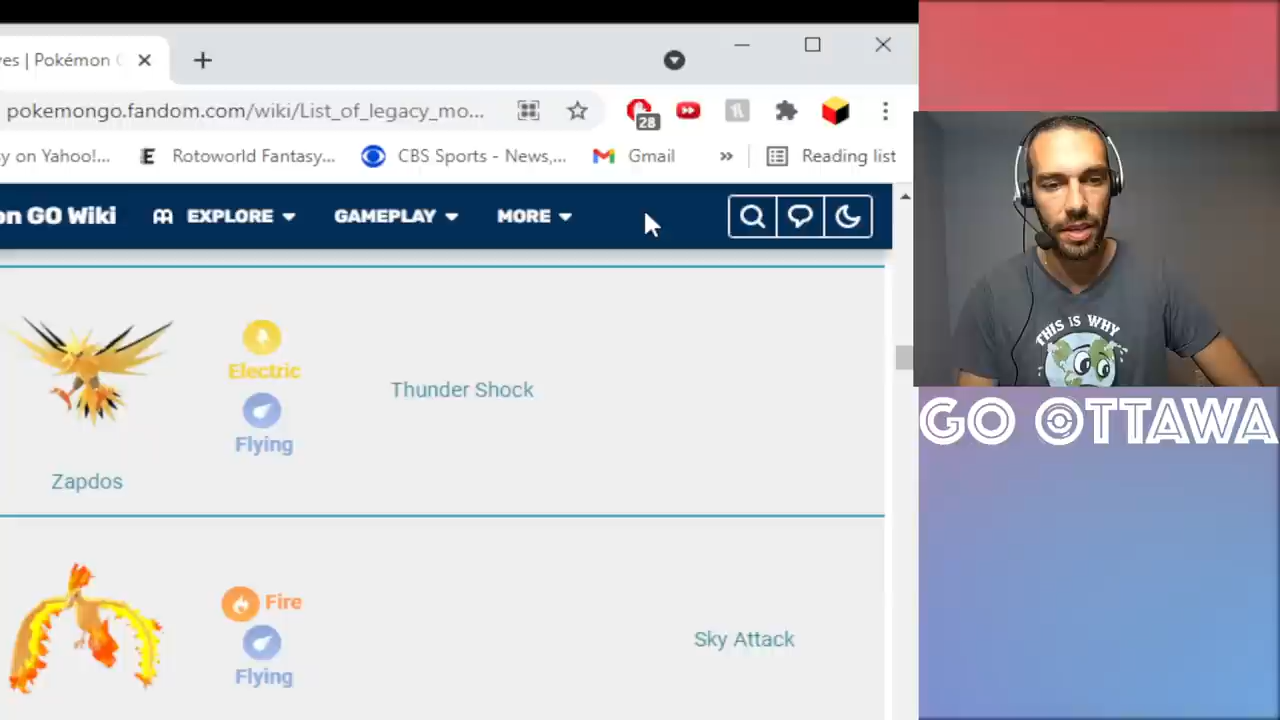 ves | Pokémon G
pokemongo.fandom.com/wiki/List_of_legacy_mo...
28
y on Yahoo!...
Rotoworld Fantasy...
CBS Sports - News,...
Gmail
»
Reading list
on GO Wiki
EXPLORE
GAMEPLAY
MORE
Electric
Flying
Thunder Shock
Zapdos
Fire
Flying
Sky Attack
THIS IS WHY
GO OTTAWA